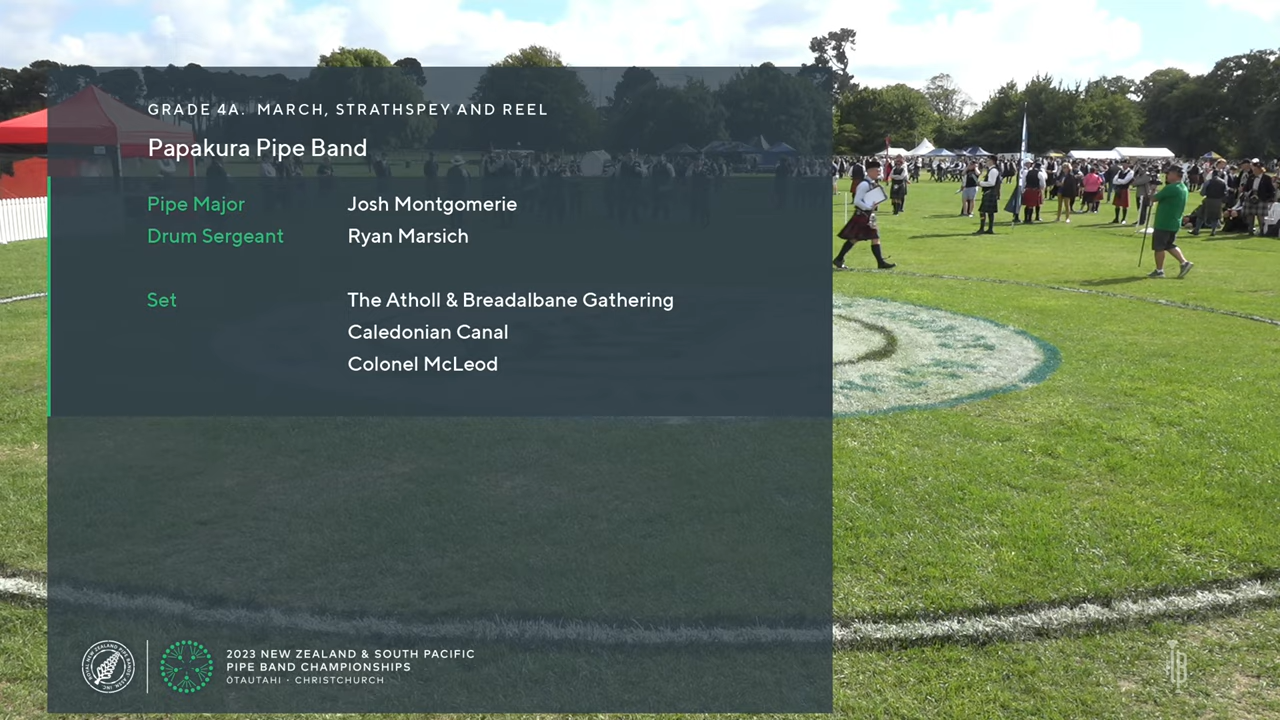 GRADE 4A. MARCH, STRATHSPEY AND REEL
Papakura Pipe Band
Pipe Major Josh Montgomerie
Drum Sergeant Ryan Marsich
Set The Atholl & Breadalbane Gathering
Caledonian Canal
Colonel McLeod
2023 NEW ZEALAND & SOUTH PACIFIC
PIPE BAND CHAMPIONSHIPS
ŌTAUTAHI · CHRISTCHURCH